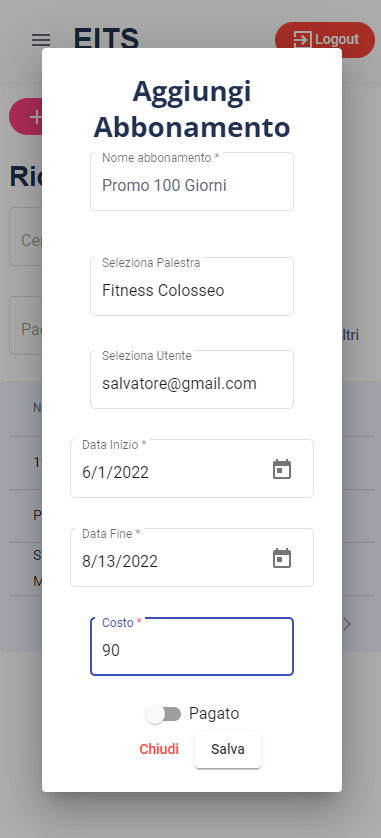 EITS
Logout
Aggiungi
Abbonamento
Nome abbonamento *
Promo 100 Giorni
Seleziona Palestra
Fitness Colosseo
Seleziona Utente
salvatore@gmail.com
ltri
Data Inizio *
6/1/2022
Data Fine *
8/13/2022
Costo *
90
Pagato
Chiudi
Salva